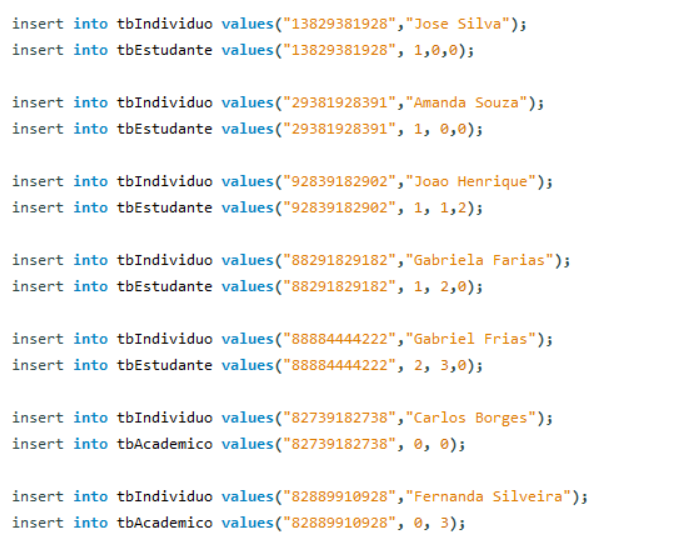 insert into tbIndividuo values("13829381928","Jose Silva");
insert into tbEstudante values("13829381928", 1,0,0);
insert into tbIndividuo values("29381928391","Amanda Souza");
insert into tbEstudante values("29381928391", 1, 0,0);
insert into tbIndividuo values("92839182902","Joao Henrique");
insert into tbEstudante values("92839182902", 1, 1,2);
insert into tbIndividuo values("88291829182","Gabriela Farias");
insert into tbEstudante values("88291829182", 1, 2,0);
insert into tbIndividuo values("88884444222","Gabriel Frias");
insert into tbEstudante values("88884444222", 2, 3,0);
insert into tbIndividuo values("82739182738","Carlos Borges");
insert into tbAcademico values("82739182738", 0, 0);
insert into tbIndividuo values("82889910928","Fernanda Silveira");
insert into tbAcademico values("82889910928", 0, 3);